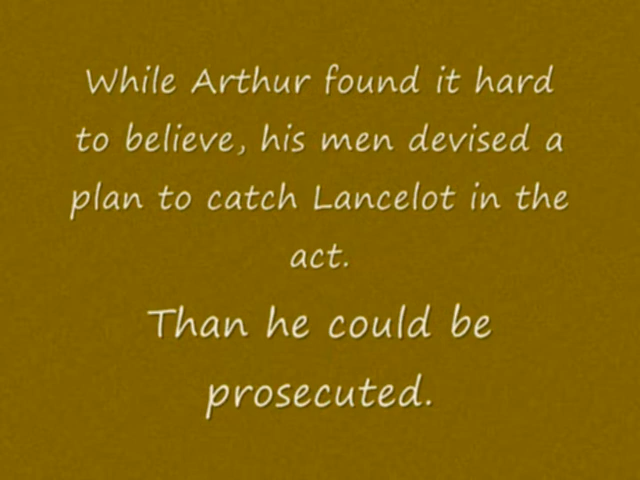 While Arthur found it hard
to believe, his men devised a
plan to catch Lancelot in the
act.
Than he could be
prosecuted.